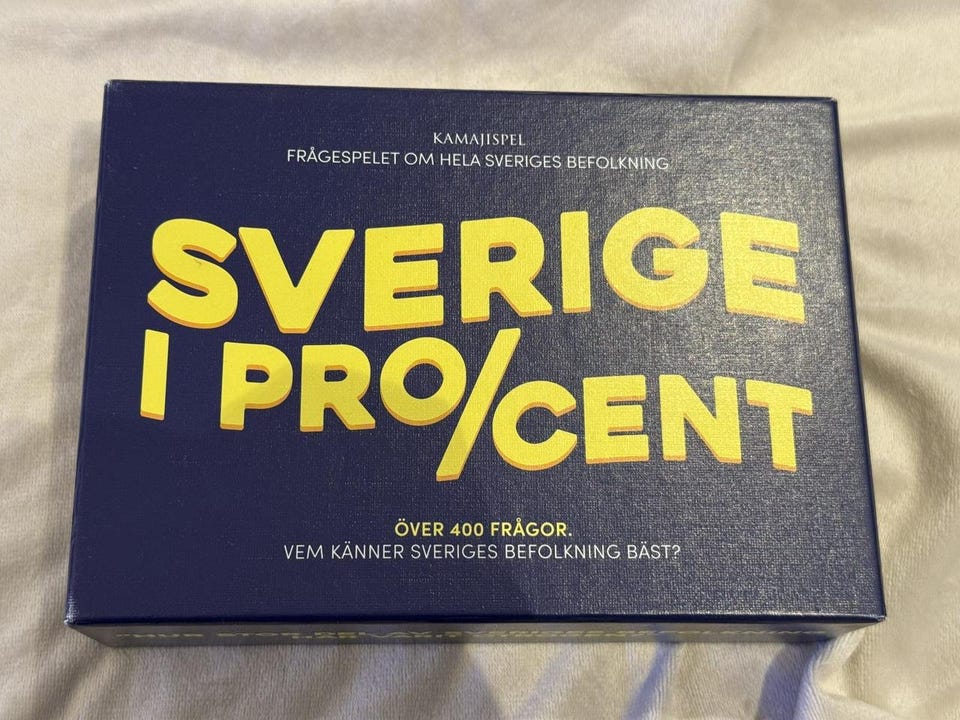 KAMAJISPEL
FRÅGESPELET OM HELA SVERIGES BEFOLKNING
SVERIGE
I PRO/CENT
ÖVER 400 FRÅGOR.
VEM KÄNNER SVERIGES BEFOLKNING BÄST?